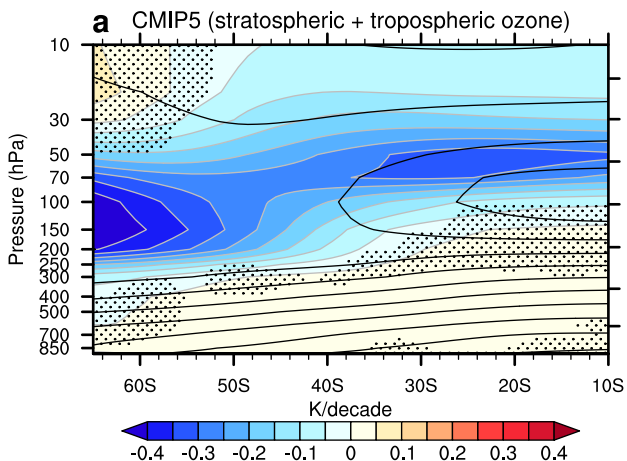 a CMIP5 (stratospheric + tropospheric ozone)
Pressure (hPa)
10
30
50
70
100
150
200
250
300
400
500
700
850
60S 50S 40S 30S 20S 10S
K/decade
-0.4 -0.3 -0.2 -0.1 0 0.1 0.2 0.3 0.4